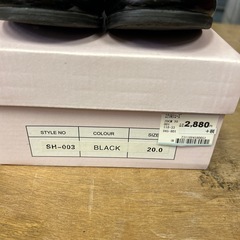 STYLE NO COLOUR SIZE
SH-003 BLACK 20.0
2,880